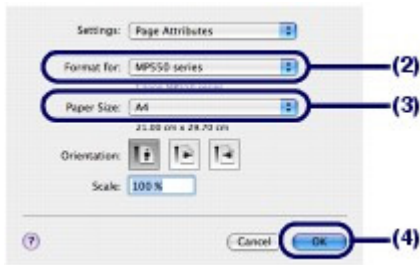 Settings: Page Attributes
Format for: MP550 series (2)
Paper Size: A4 (3)
21.00 cm x 29.70 cm
Orientation:
Scale: 100 %
? Cancel OK (4)